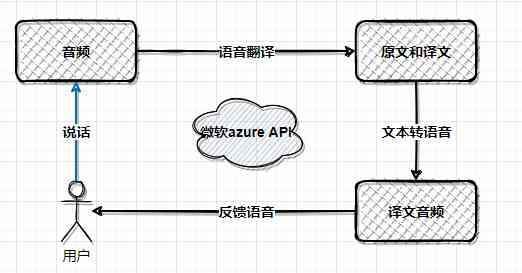 音频
语音翻译
原文和译文
说话
微软azure API
文本转语音
用户
反馈语音
译文音频